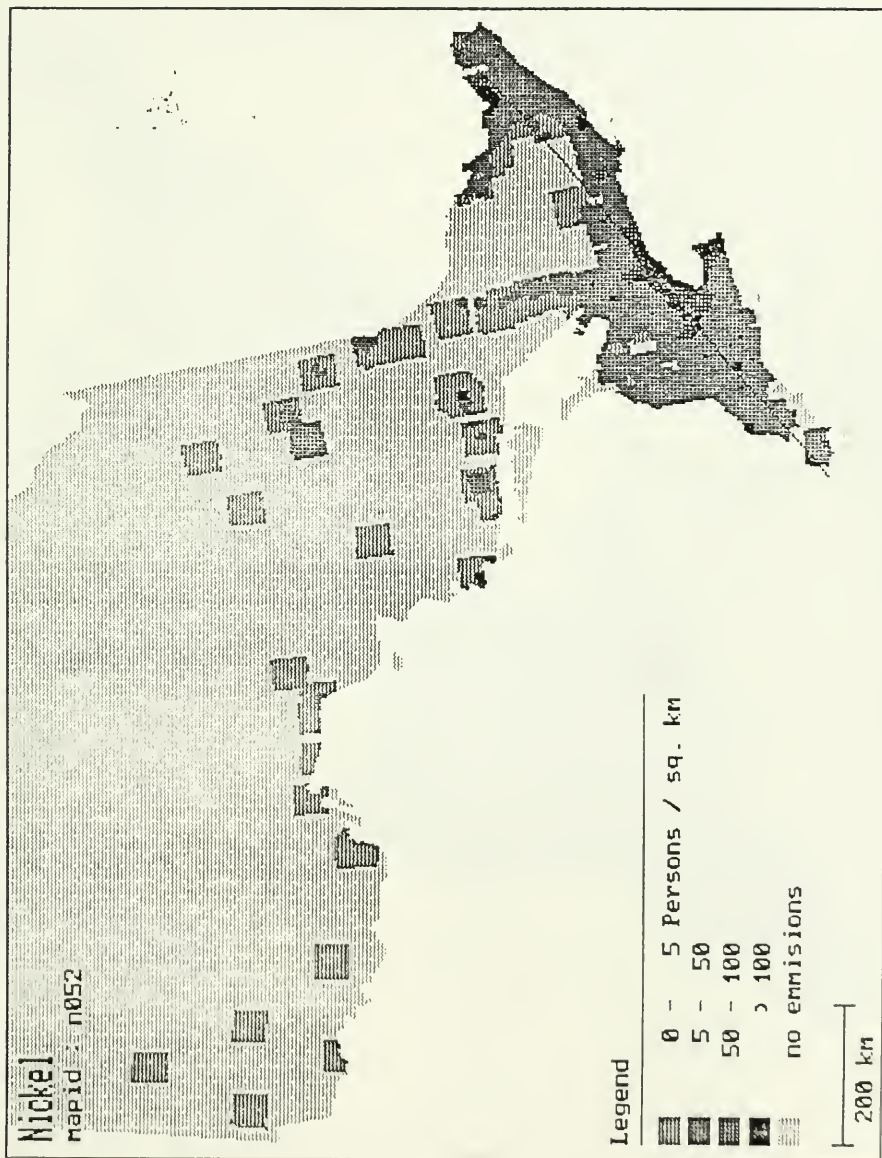 Nickel
Mapid : n052
Legend
0 - 5 Persons / sq. km
5 - 50
50 - 100
> 100
no emmisions
200 km